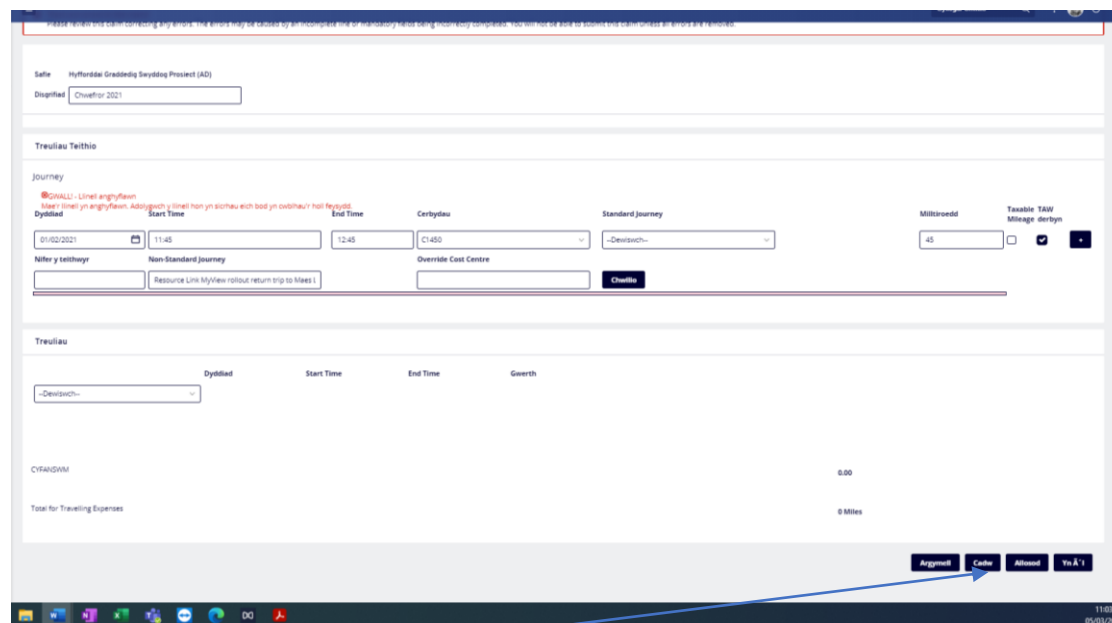 Please review this claim correcting any errors. The errors may be caused by an incomplete line or mandatory fields being incorrectly completed. You will not be able to submit this claim unless all errors are removed.
Safle Hyfforddai Graddedig Swyddog Prosiect (AD)
Disgrifiad Chwefror 2021
Treuliau Teithio
Journey
GWALL! - Llinell anghyflawn
Mae'r llinell yn anghyflawn. Adolygwch y llinell hon yn sicrhau eich bod yn cwblhau'r holl feysydd.
Dyddiad Start Time End Time Cerbydau Standard Journey Milltiroedd Taxable Mileage TAW derbyn
01/02/2021 11:45 12:45 C1450 --Dewiswch-- 45 +
Nifer y teithwyr Non-Standard Journey Override Cost Centre
Resource Link MyView rollout return trip to Maes L Chwilio
Treuliau
Dyddiad Start Time End Time Gwerth
--Dewiswch--
CYFANSWM 0.00
Total for Travelling Expenses 0 Miles
Argymell Cadw Allosod Yn Ã´l
11:03
05/03/2